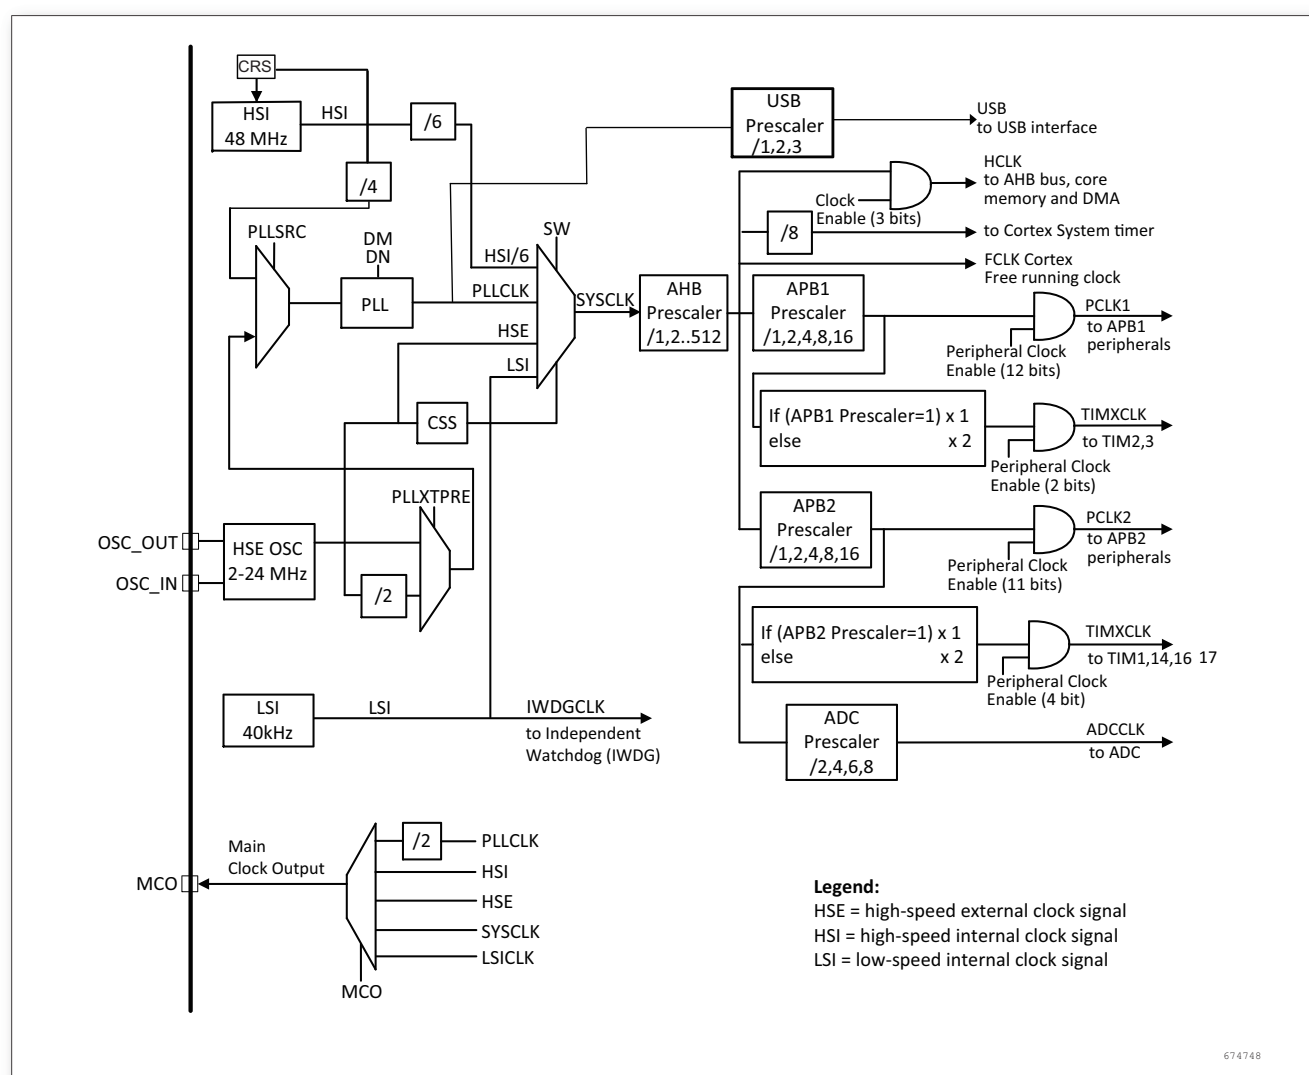 CRS
HSI
48 MHz
HSI
/6
/4
USB
Prescaler
/1,2,3
USB
to USB interface
HCLK
to AHB bus, core
memory and DMA
Clock
Enable (3 bits)
/8
to Cortex System timer
FCLK Cortex
Free running clock
PLLSRC
DM
DN
PLL
SW
HSI/6
PLLCLK
HSE
LSI
SYSCLK
AHB
Prescaler
/1,2..512
APB1
Prescaler
/1,2,4,8,16
PCLK1
to APB1
peripherals
Peripheral Clock
Enable (12 bits)
CSS
If (APB1 Prescaler=1) x 1
else x 2
TIMXCLK
to TIM2,3
Peripheral Clock
Enable (2 bits)
PLLXTPRE
OSC_OUT
OSC_IN
HSE OSC
2-24 MHz
/2
APB2
Prescaler
/1,2,4,8,16
PCLK2
to APB2
peripherals
Peripheral Clock
Enable (11 bits)
If (APB2 Prescaler=1) x 1
else x 2
TIMXCLK
to TIM1,14,16 17
Peripheral Clock
Enable (4 bit)
LSI
40kHz
LSI
IWDGCLK
to Independent
Watchdog (IWDG)
ADC
Prescaler
/2,4,6,8
ADCCLK
to ADC
Main
Clock Output
MCO
/2
PLLCLK
HSI
HSE
SYSCLK
LSICLK
MCO
Legend:
HSE = high-speed external clock signal
HSI = high-speed internal clock signal
LSI = low-speed internal clock signal
674748